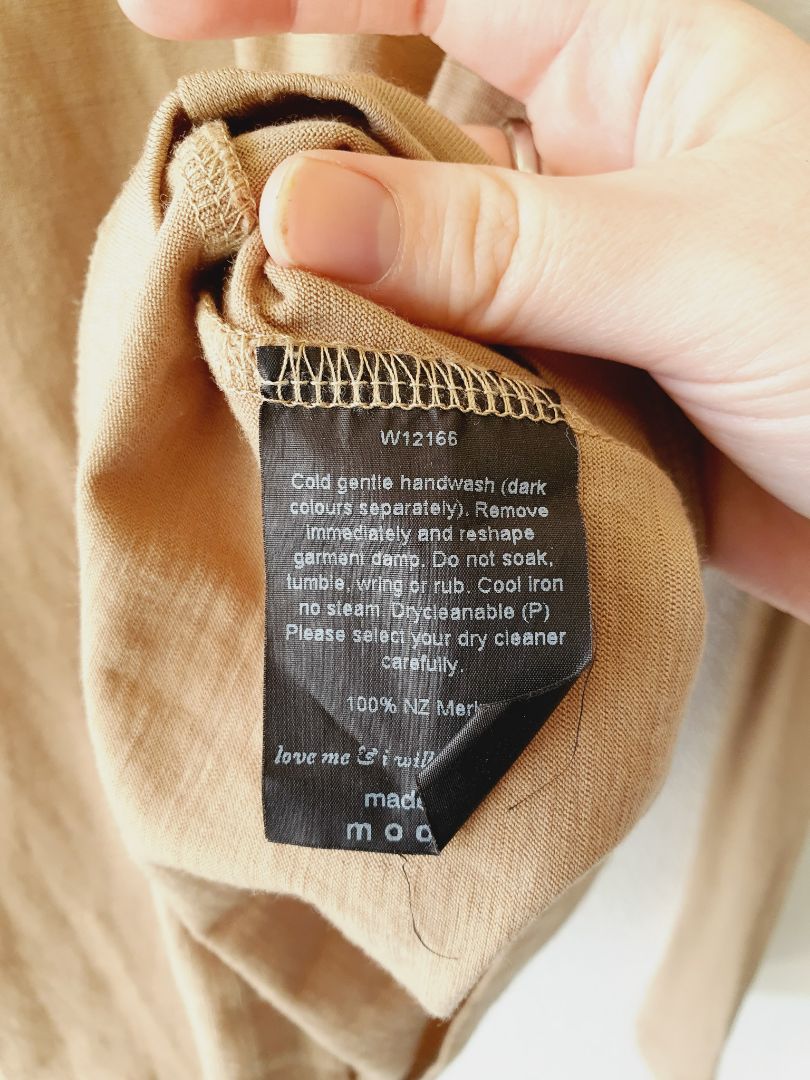 W12166
Cold gentle handwash (dark
colours separately). Remove
immediately and reshape
garment damp. Do not soak,
tumble, wring or rub. Cool iron
no steam. Drycleanable (P)
Please select your dry cleaner
carefully.
100% NZ
love me & i will